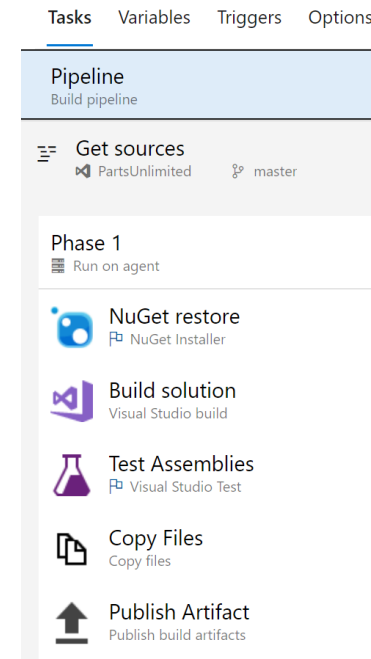 Tasks Variables Triggers Options
Pipeline
Build pipeline
Get sources
PartsUnlimited master
Phase 1
Run on agent
NuGet restore
NuGet Installer
Build solution
Visual Studio build
Test Assemblies
Visual Studio Test
Copy Files
Copy files
Publish Artifact
Publish build artifacts